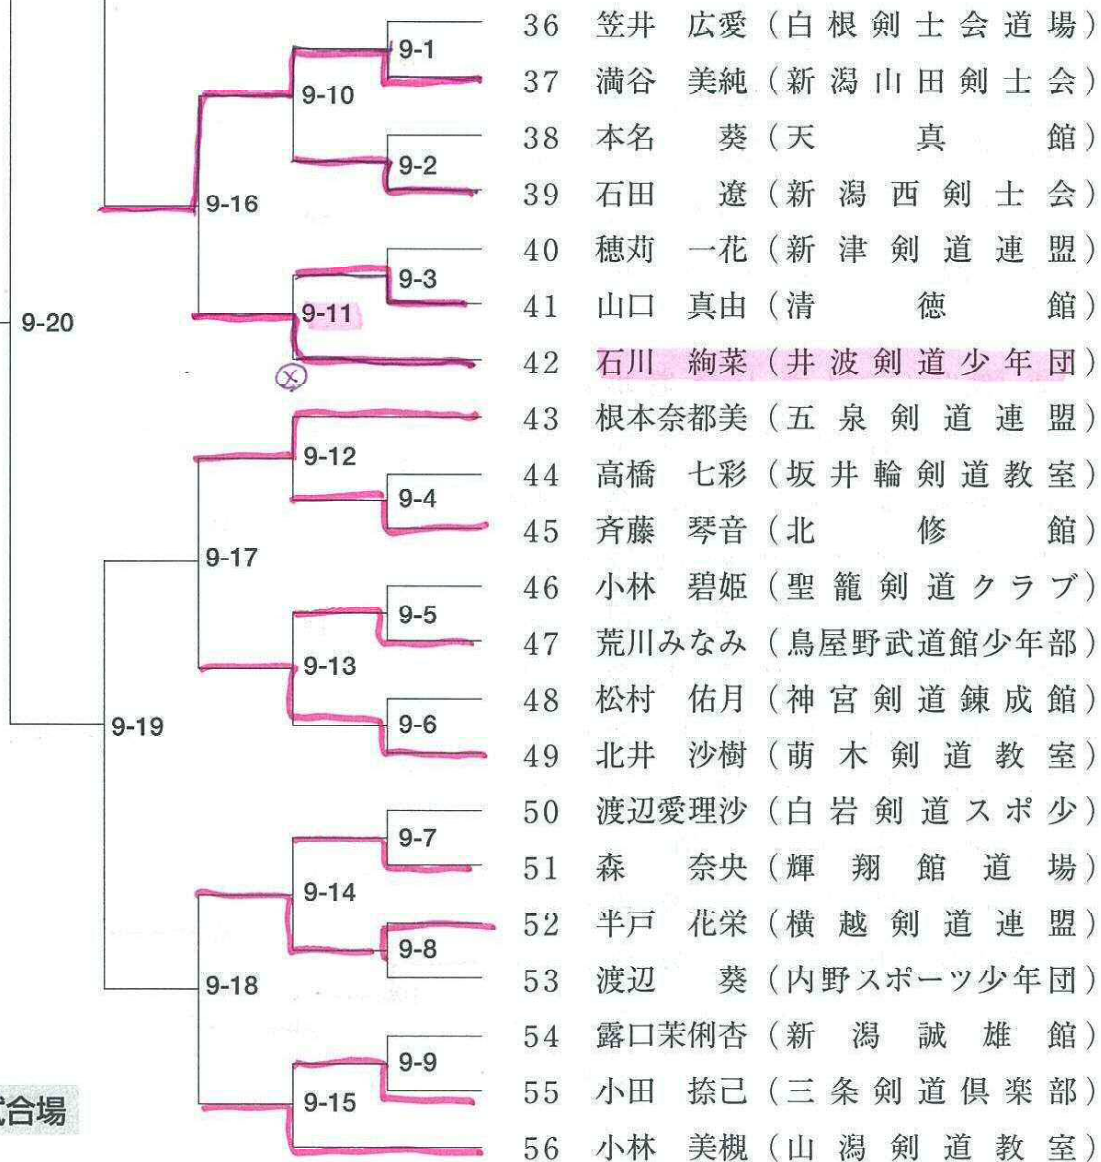 36 笠井 広愛 (白根剣士会道場)
9-1
37 満谷 美純 (新潟山田剣士会)
9-10
38 本名 葵 (天真館)
9-2
39 石田 遼 (新潟西剣士会)
9-16
40 穂苅 一花 (新津剣道連盟)
9-3
41 山口 真由 (清徳館)
9-11
9-20
42 石川 絢菜 (井波剣道少年団)
43 根本奈都美 (五泉剣道連盟)
9-12
44 高橋 七彩 (坂井輪剣道教室)
9-4
45 斉藤 琴音 (北修館)
9-17
46 小林 碧姫 (聖籠剣道クラブ)
9-5
47 荒川みなみ (鳥屋野武道館少年部)
9-13
48 松村 佑月 (神宮剣道錬成館)
9-6
9-19
49 北井 沙樹 (萌木剣道教室)
50 渡辺愛理沙 (白岩剣道スポ少)
9-7
51 森 奈央 (輝翔館道場)
9-14
52 半戸 花栄 (横越剣道連盟)
9-8
53 渡辺 葵 (内野スポーツ少年団)
9-18
54 露口茉俐杏 (新潟誠雄館)
9-9
55 小田 捺己 (三条剣道倶楽部)
9-15
試合場
56 小林 美槻 (山潟剣道教室)